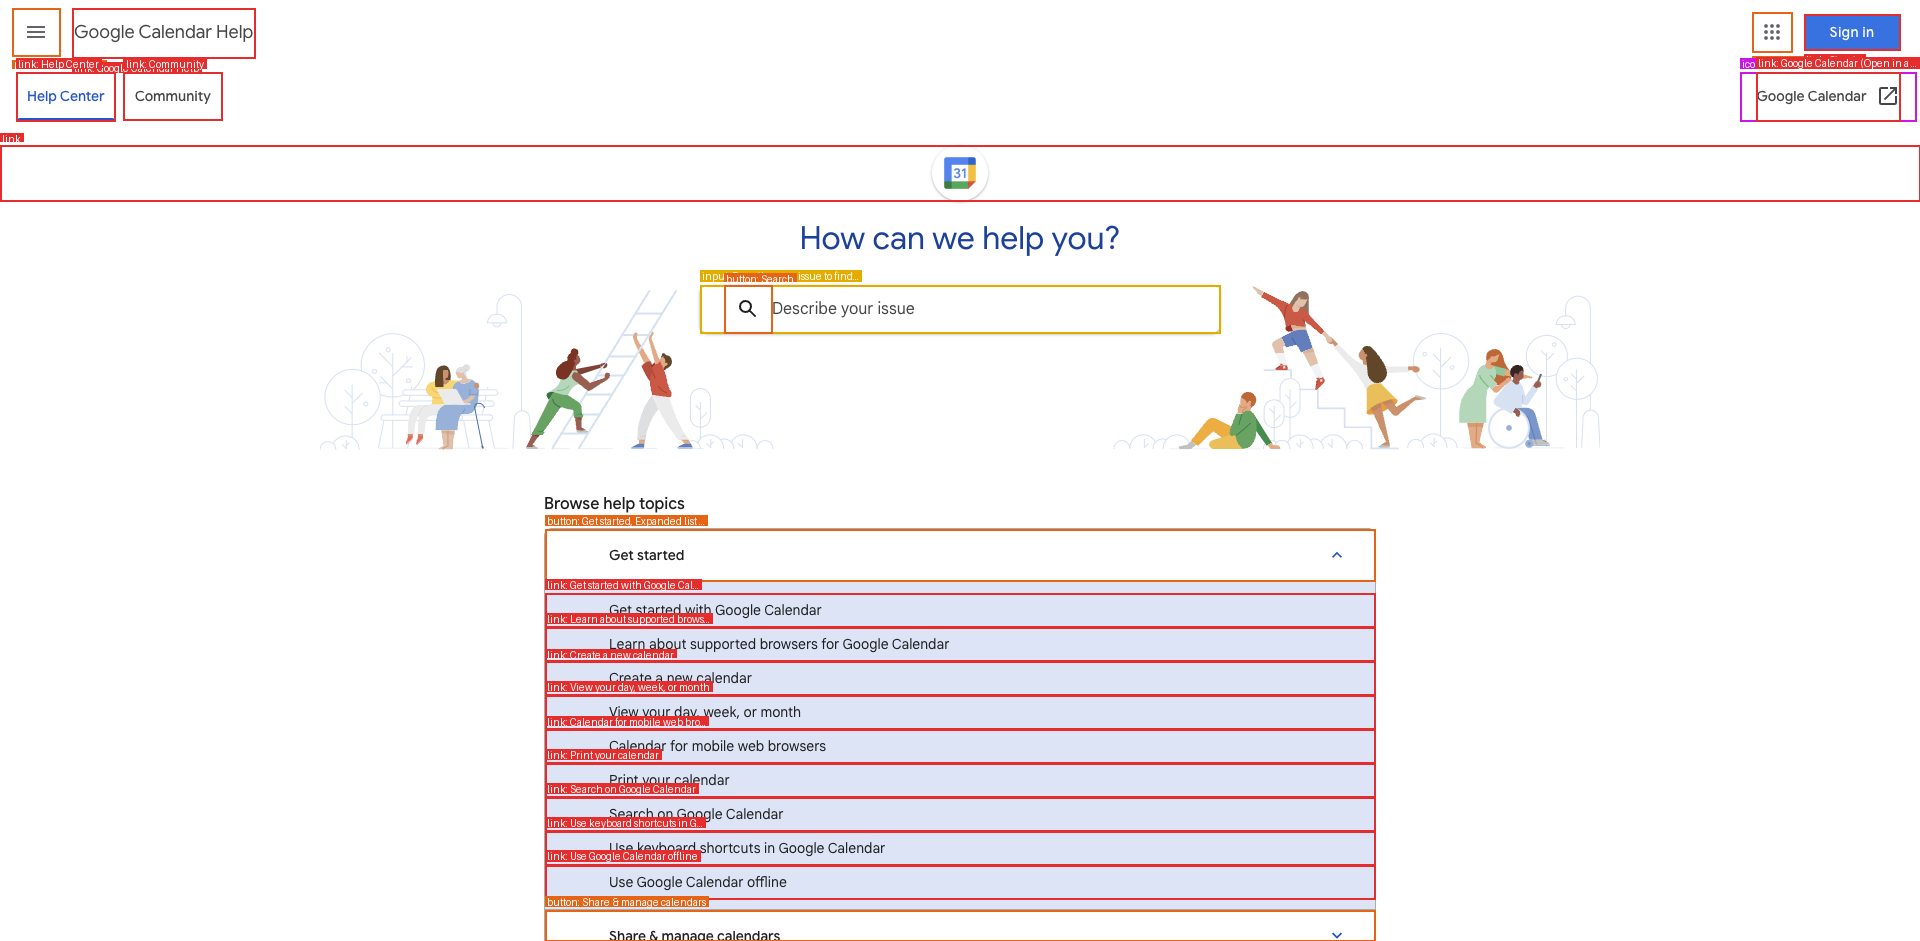 Google Calendar Help
Sign in
link: Help Center
link: Google Calendar Help
link: Community
link: Google Calendar (Open in a...
Help Center
Community
Google Calendar
link
31
How can we help you?
issue to find...
button: Search
Describe your issue
Browse help topics
button: Get started, Expanded list...
Get started
link: Get started with Google Cal...
Get started with Google Calendar
link: Learn about supported brows...
Learn about supported browsers for Google Calendar
link: Create a new calendar
Create a new calendar
link: View your day, week, or month
View your day, week, or month
link: Calendar for mobile web bro...
Calendar for mobile web browsers
link: Print your calendar
Print your calendar
link: Search on Google Calendar
Search on Google Calendar
link: Use keyboard shortcuts in G...
Use keyboard shortcuts in Google Calendar
link: Use Google Calendar offline
Use Google Calendar offline
button: Share & manage calendars
Share & manage calendars